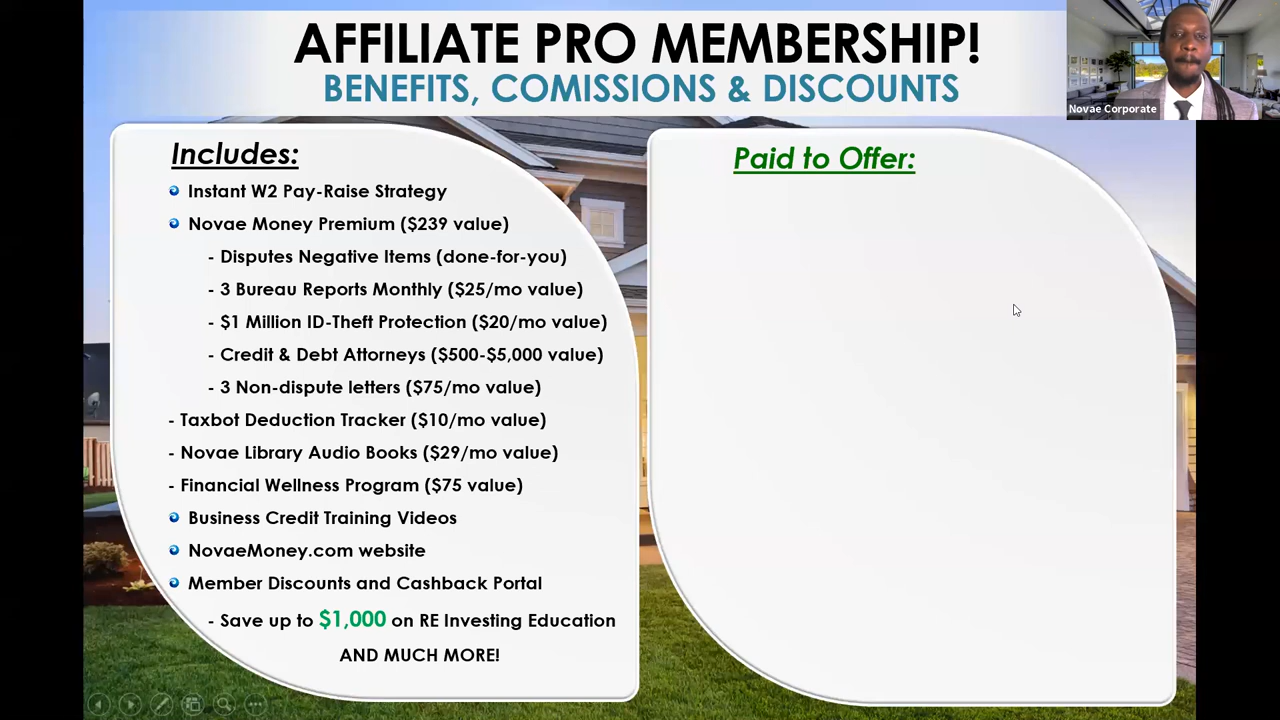 AFFILIATE PRO MEMBERSHIP!
BENEFITS, COMISSIONS & DISCOUNTS
Novae Corporate
Includes:
Instant W2 Pay-Raise Strategy
Novae Money Premium ($239 value)
- Disputes Negative Items (done-for-you)
- 3 Bureau Reports Monthly ($25/mo value)
- $1 Million ID-Theft Protection ($20/mo value)
- Credit & Debt Attorneys ($500-$5,000 value)
- 3 Non-dispute letters ($75/mo value)
- Taxbot Deduction Tracker ($10/mo value)
- Novae Library Audio Books ($29/mo value)
- Financial Wellness Program ($75 value)
Business Credit Training Videos
NovaeMoney.com website
Member Discounts and Cashback Portal
- Save up to $1,000 on RE Investing Education
AND MUCH MORE!
Paid to Offer: